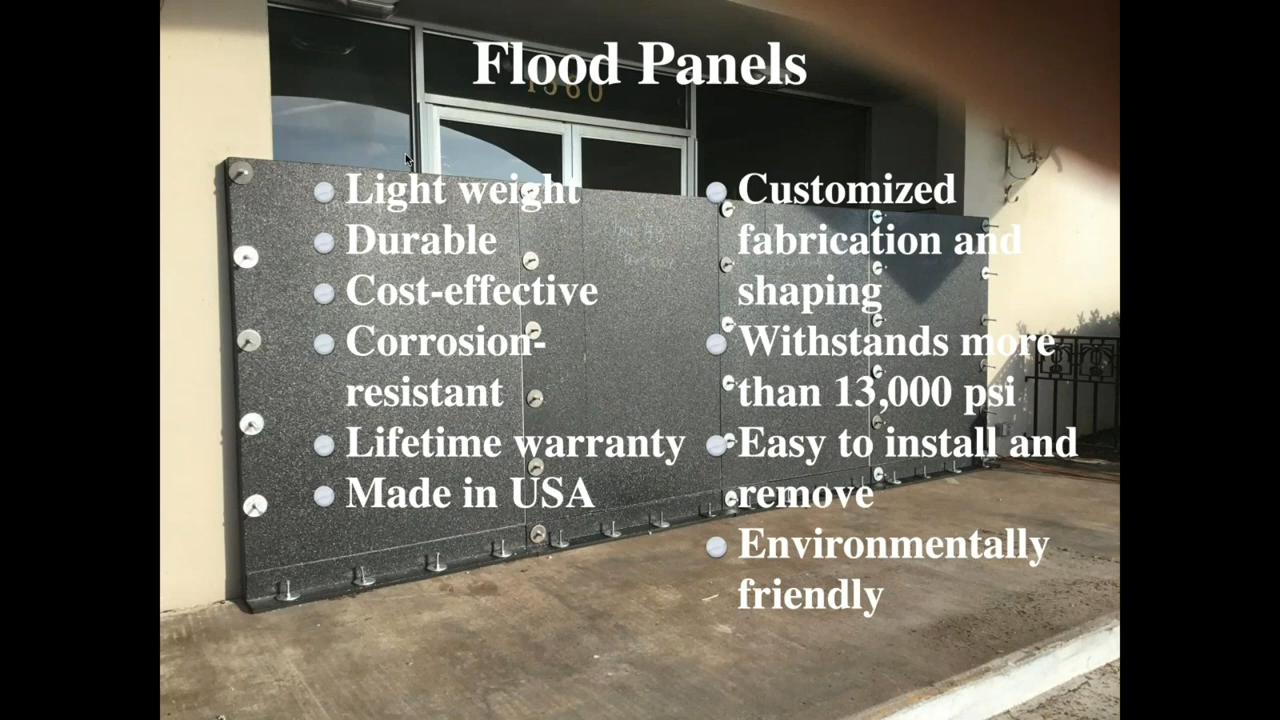 Flood Panels
Light weight
Durable
Cost-effective
Corrosion-
resistant
Lifetime warranty
Made in USA
Customized
fabrication and
shaping
Withstands more
than 13,000 psi
Easy to install and
remove
Environmentally
friendly